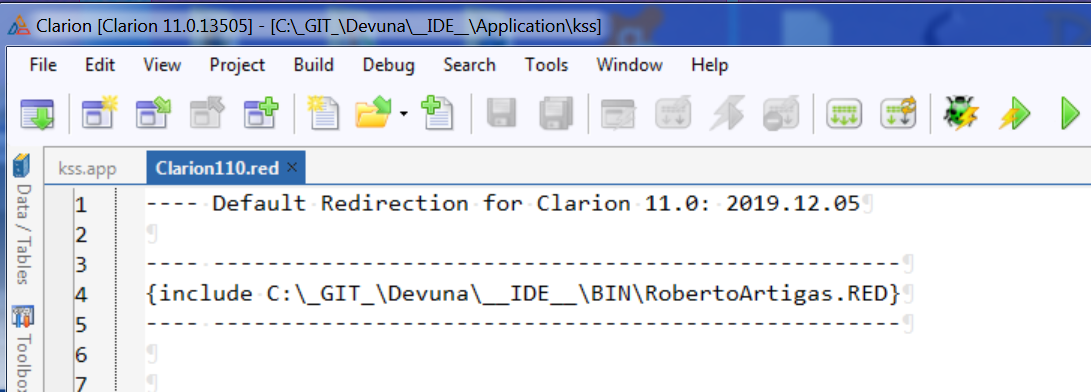 Clarion [Clarion 11.0.13505] - [C:\_GIT_\Devuna\__IDE__\Application\kss]
File Edit View Project Build Debug Search Tools Window Help
kss.app Clarion110.red ×
Data / Tables
Toolbox
1 ---- Default Redirection for Clarion 11.0: 2019.12.05¶
2 ¶
3 ---- ---------------------------------------------------¶
4 {include C:\_GIT_\Devuna\__IDE__\BIN\RobertoArtigas.RED}¶
5 ---- ---------------------------------------------------¶
6 ¶
7 ¶